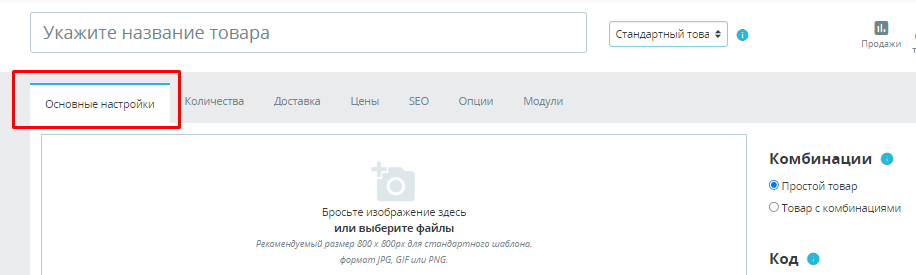 Укажите название товара
Стандартный това
Продажи
Основные настройки
Количества
Доставка
Цены
SEO
Опции
Модули
Бросьте изображение здесь
или выберите файлы
Рекомендуемый размер 800 x 800px для стандартного шаблона.
формат JPG, GIF или PNG.
Комбинации
Простой товар
Товар с комбинациями
Код